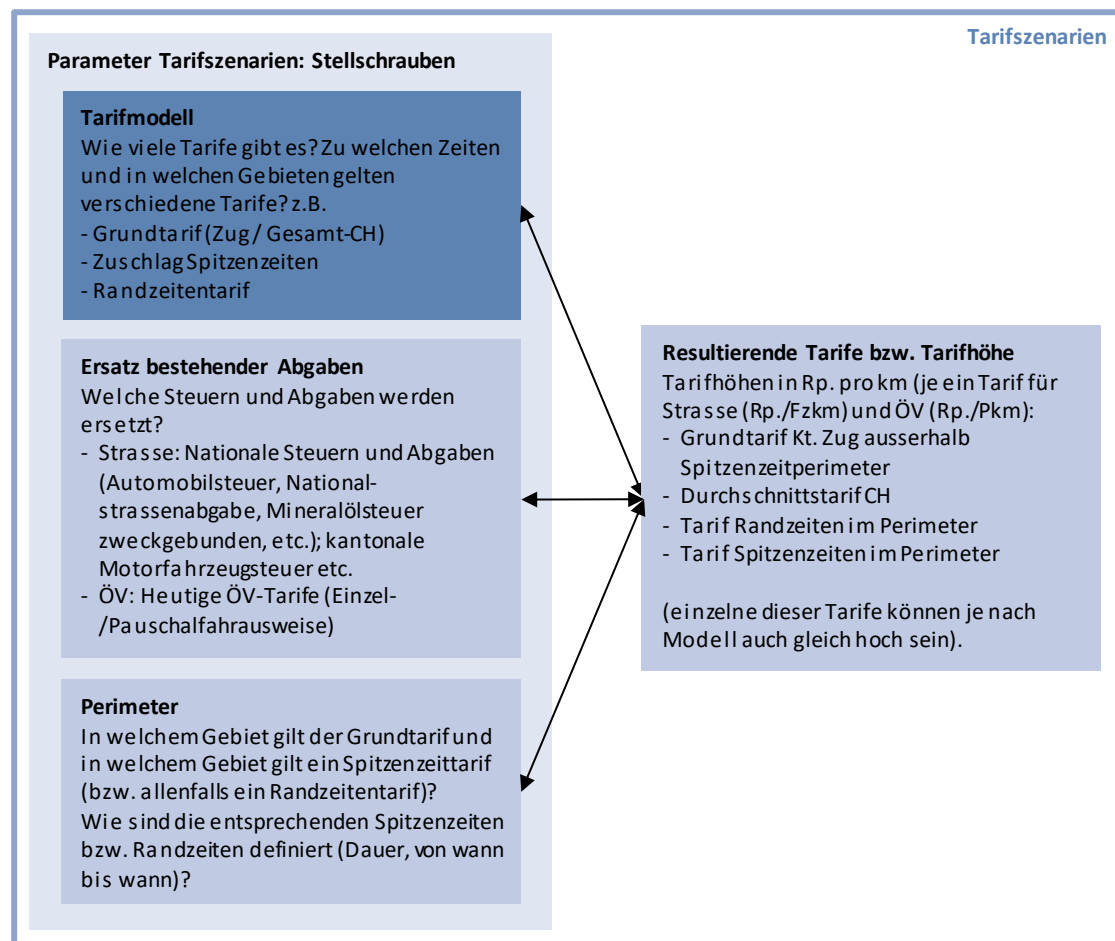 Tarifszenarien
Parameter Tarifszenarien: Stellschrauben
Tarifmodell
Wie viele Tarife gibt es? Zu welchen Zeiten
und in welchen Gebieten gelten
verschiedene Tarife? z.B.
- Grundtarif (Zug / Gesamt-CH)
- Zuschlag Spitzenzeiten
- Randzeitentarif
Ersatz bestehender Abgaben
Welche Steuern und Abgaben werden
ersetzt?
- Strasse: Nationale Steuern und Abgaben
(Automobilsteuer, National-
strassenabgabe, Mineralölsteuer
zweckgebunden, etc.); kantonale
Motorfahrzeugsteuer etc.
- ÖV: Heutige ÖV-Tarife (Einzel-
/Pauschalfahrausweise)
Perimeter
In welchem Gebiet gilt der Grundtarif und
in welchem Gebiet gilt ein Spitzenzeittarif
(bzw. allenfalls ein Randzeitentarif)?
Wie sind die entsprechenden Spitzenzeiten
bzw. Randzeiten definiert (Dauer, von wann
bis wann)?
Resultierende Tarife bzw. Tarifhöhe
Tarifhöhen in Rp. pro km (je ein Tarif für
Strasse (Rp./Fzkm) und ÖV (Rp./Pkm):
- Grundtarif Kt. Zug ausserhalb
Spitzenzeitperimeter
- Durchschnittstarif CH
- Tarif Randzeiten im Perimeter
- Tarif Spitzenzeiten im Perimeter
(einzelne dieser Tarife können je nach
Modell auch gleich hoch sein).